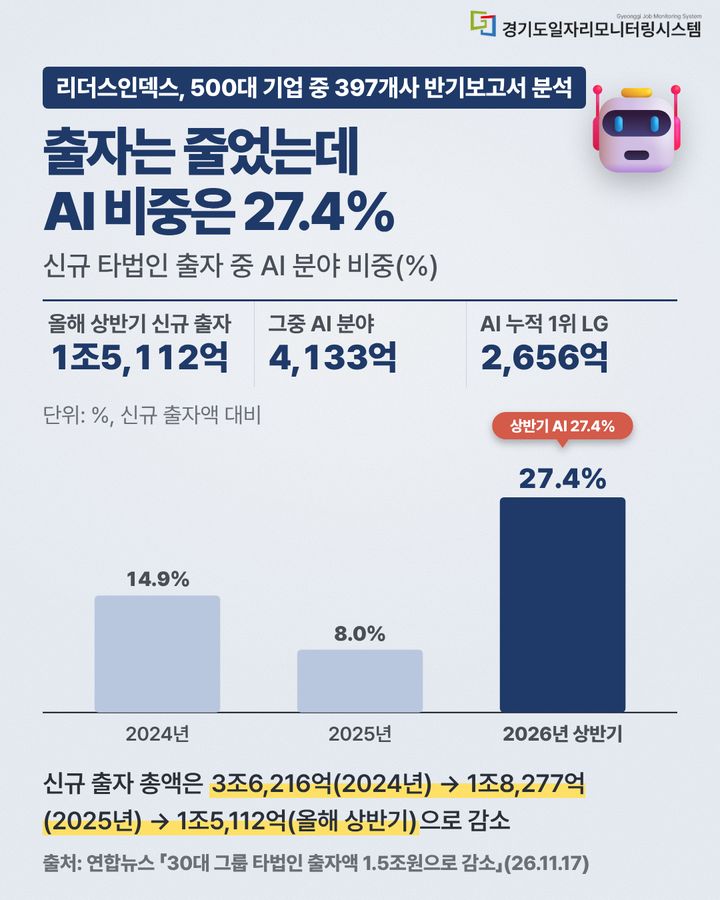 Gyeonggi Job Monitoring System
경기도일자리모니터링시스템
리더스인덱스, 500대 기업 중 397개사 반기보고서 분석
출자는 줄었는데
AI 비중은 27.4%
신규 타법인 출자 중 AI 분야 비중(%)
올해 상반기 신규 출자
1조5,112억
그중 AI 분야
4,133억
AI 누적 1위 LG
2,656억
단위: %, 신규 출자액 대비
상반기 AI 27.4%
27.4%
14.9%
8.0%
2024년
2025년
2026년 상반기
신규 출자 총액은 3조6,216억(2024년) → 1조8,277억
(2025년) → 1조5,112억(올해 상반기)으로 감소
출처: 연합뉴스 『30대 그룹 타법인 출자액 1.5조원으로 감소』(26.11.17)